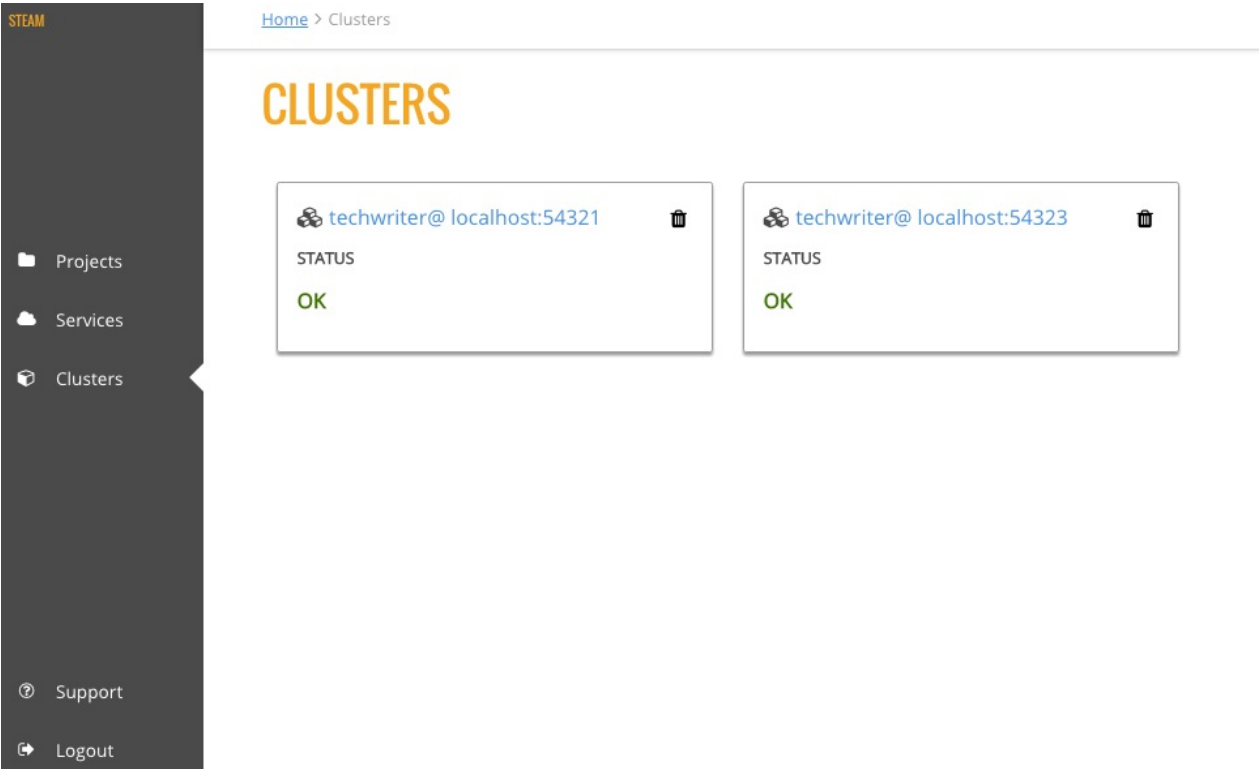 STEAM
Home > Clusters
CLUSTERS
techwriter@ localhost:54321
STATUS
OK
techwriter@ localhost:54323
STATUS
OK
Projects
Services
Clusters
Support
Logout